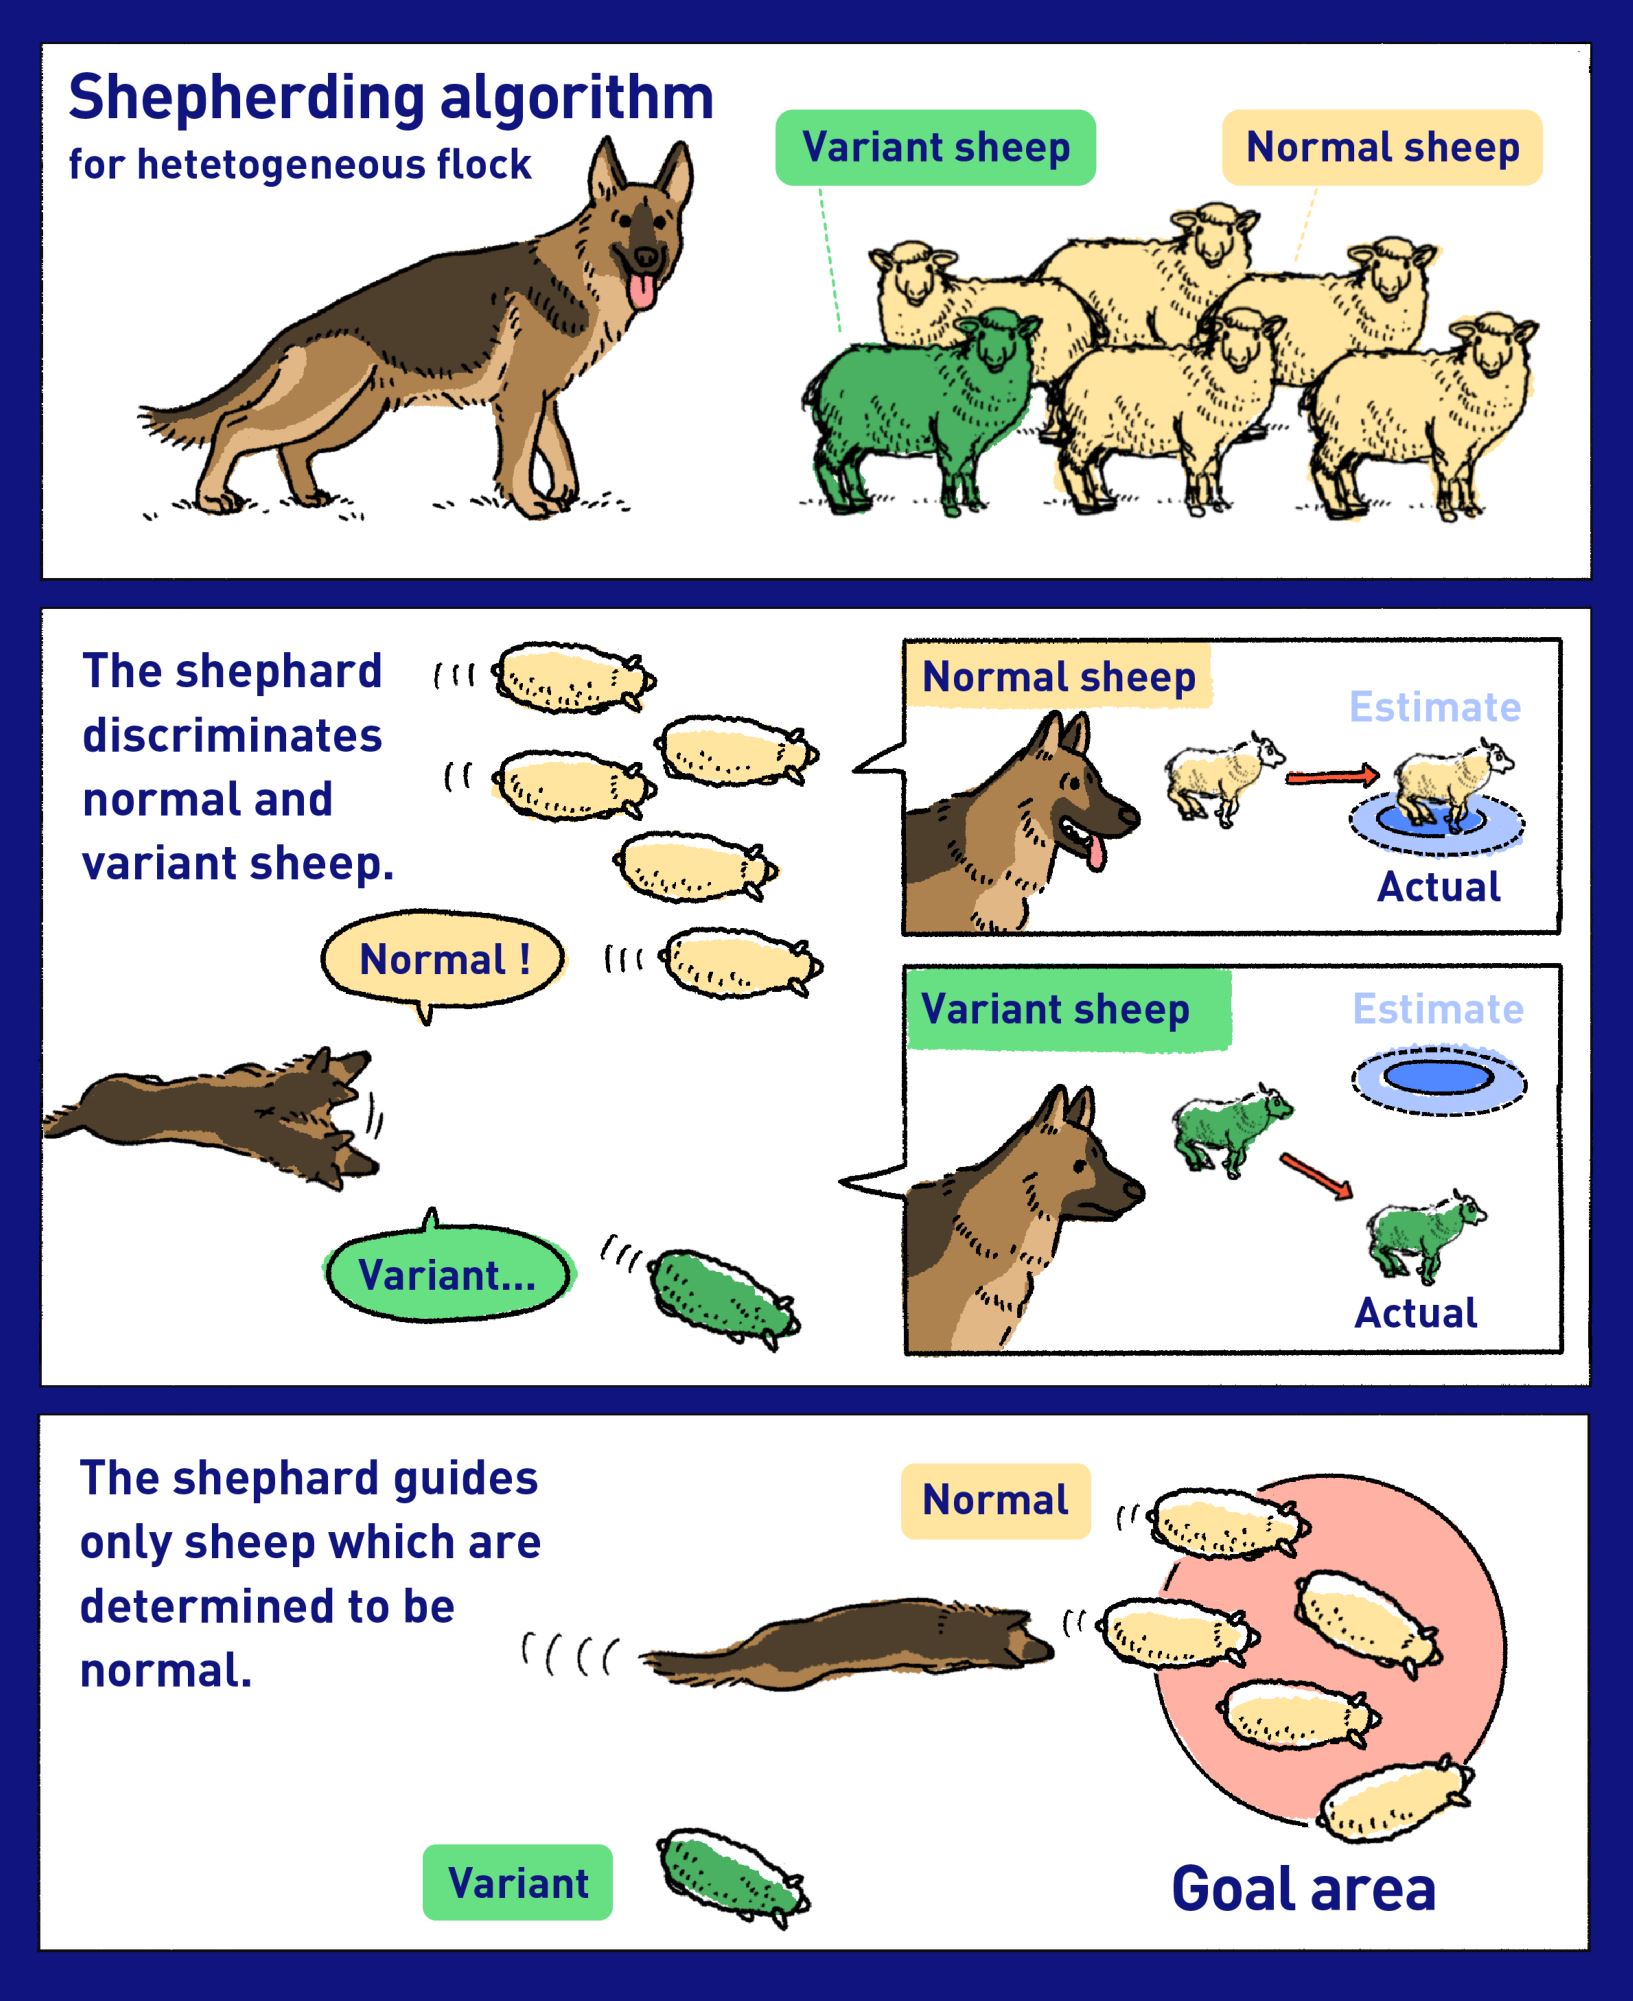 Shepherding algorithm
for hetetogeneous flock
Variant sheep
Normal sheep
The shephard
discriminates
normal and
variant sheep.
Normal !
Variant...
Normal sheep
Estimate
Actual
Variant sheep
Estimate
Actual
The shephard guides
only sheep which are
determined to be
normal.
Normal
Variant
Goal area